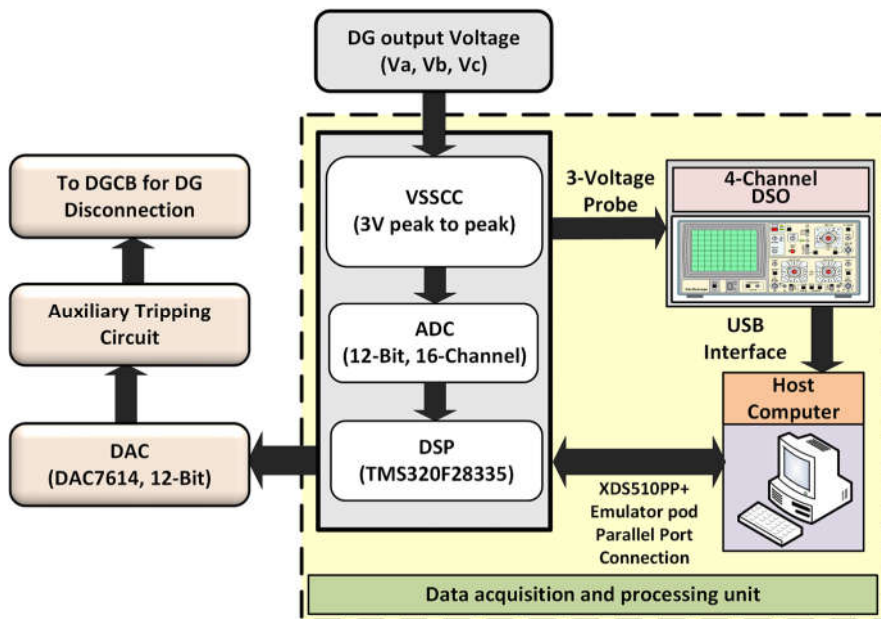 DG output Voltage
(Va, Vb, Vc)
To DGCB for DG
Disconnection
Auxiliary Tripping
Circuit
DAC
(DAC7614, 12-Bit)
VSSCC
(3V peak to peak)
ADC
(12-Bit, 16-Channel)
DSP
(TMS320F28335)
3-Voltage
Probe
4-Channel
DSO
USB
Interface
Host
Computer
XDS510PP+
Emulator pod
Parallel Port
Connection
Data acquisition and processing unit